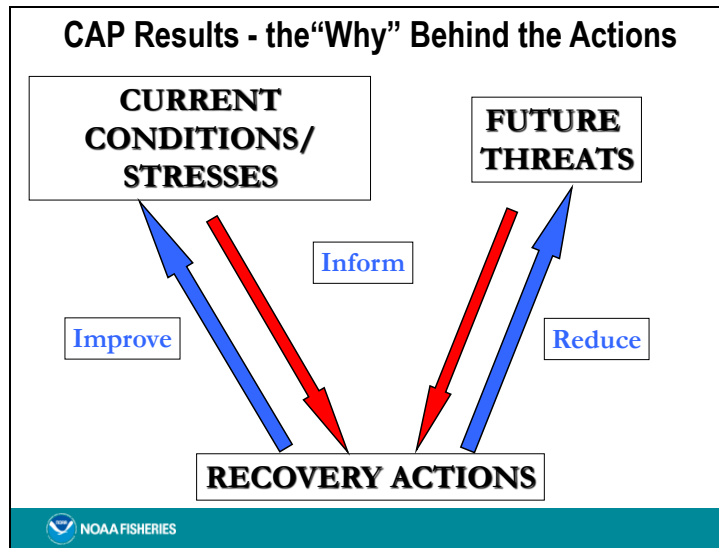 CAP Results - the“Why” Behind the Actions
CURRENT
CONDITIONS/
STRESSES
FUTURE
THREATS
Inform
Improve
Reduce
RECOVERY ACTIONS
NOAA FISHERIES